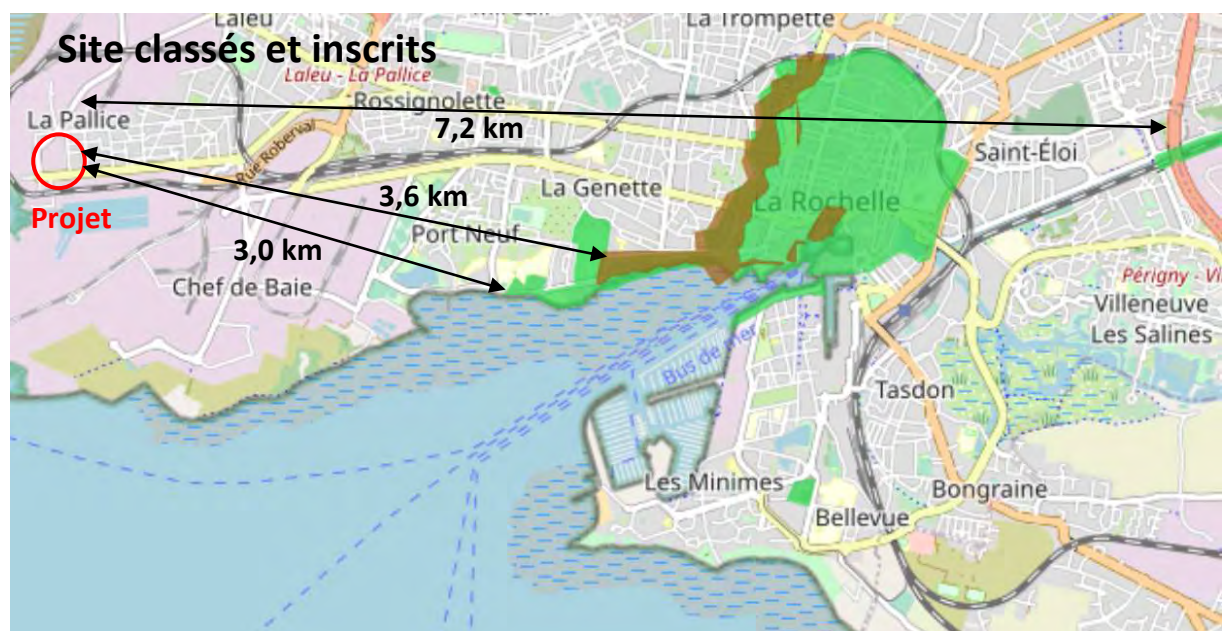 Laleu
La Trompette
Site classés et inscrits
Laleu - La Pallice
Rossignolette
La Pallice
7,2 km
Rue Roberval
Saint-Éloi
La Genette
3,6 km
La Rochelle
Projet
Port Neuf
3,0 km
Chef de Baie
Périgny - Vi
Villeneuve
Les Salines
Bus de mer
Tasdon
Les Minimes
Bongraine
Bellevue